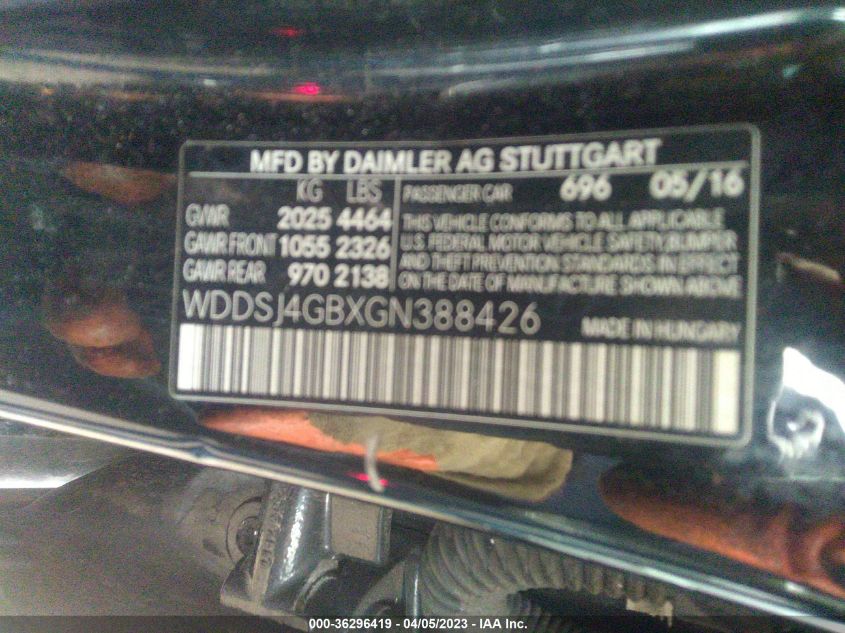 MFD BY DAIMLER AG STUTTGART
KG LBS
GVWR 2025 4464
GAWR FRONT 1055 2326
GAWR REAR 970 2138
PASSENGER CAR 696 05/16
THIS VEHICLE CONFORMS TO ALL APPLICABLE
U.S. FEDERAL MOTOR VEHICLE SAFETY, BUMPER
AND THEFT PREVENTION STANDARDS IN EFFECT
ON THE DATE OF MANUFACTURE SHOWN ABOVE
WDDSJ4GBXGN388426
MADE IN HUNGARY
000-36296419 - 04/05/2023 - IAA Inc.